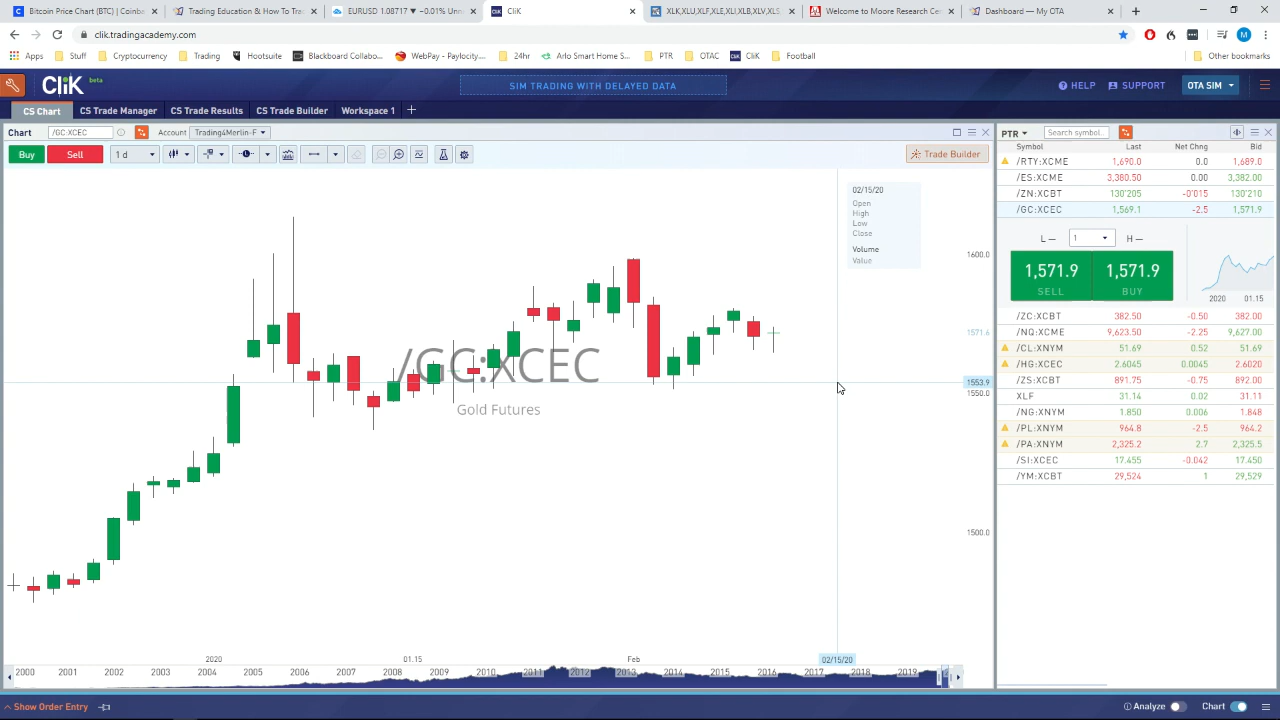 Bitcoin Price Chart (BTC) | Coinb
Trading Education & How To Tra
EURUSD 1.08717 ▼ −0.01% Unn
CliK
XLK,XLU,XLF,XLE,XLI,XLB,XLV,XLS
Welcome to Moore Research Ce
Dashboard — My OTA
clik.tradingacademy.com
M
Apps
Stuff
Cryptocurrency
Trading
Hootsuite
Blackboard Collabo...
WebPay - Paylocity...
24hr
Arlo Smart Home S...
PTR
OTAC
CliK
Football
Other bookmarks
CliK beta
SIM TRADING WITH DELAYED DATA
HELP
SUPPORT
OTA SIM
CS Chart
CS Trade Manager
CS Trade Results
CS Trade Builder
Workspace 1
Chart
/GC:XCEC
Account
Trading4Merlin-F
Buy
Sell
1 d
Trade Builder
02/15/20
Open
High
Low
Close
Volume
Value
/GC:XCEC
Gold Futures
1600.0
1571.6
1553.9
1550.0
1500.0
2020
01.15
Feb
02/15/20
2000 2001 2002 2003 2004 2005 2006 2007 2008 2009 2010 2011 2012 2013 2014 2015 2016 2017 2018 2019
PTR
Search symbol...
Symbol Last Net Chng Bid
/RTY:XCME 1,690.0 0.0 1,689.0
/ES:XCME 3,380.50 0.00 3,382.00
/ZN:XCBT 130'205 -0'015 130'210
/GC:XCEC 1,569.1 -2.5 1,571.9
L — 1 H —
1,571.9 1,571.9
SELL BUY
2020 01.15
/ZC:XCBT 382.50 -0.50 382.00
/NQ:XCME 9,623.50 -2.25 9,627.00
/CL:XNYM 51.69 0.52 51.69
/HG:XCEC 2.6045 0.0045 2.6020
/ZS:XCBT 891.75 -0.75 892.00
XLF 31.14 0.02 31.11
/NG:XNYM 1.850 0.006 1.848
/PL:XNYM 964.8 -2.5 964.2
/PA:XNYM 2,325.2 2.7 2,325.5
/SI:XCEC 17.455 -0.042 17.450
/YM:XCBT 29,524 1 29,529
Show Order Entry
Analyze
Chart